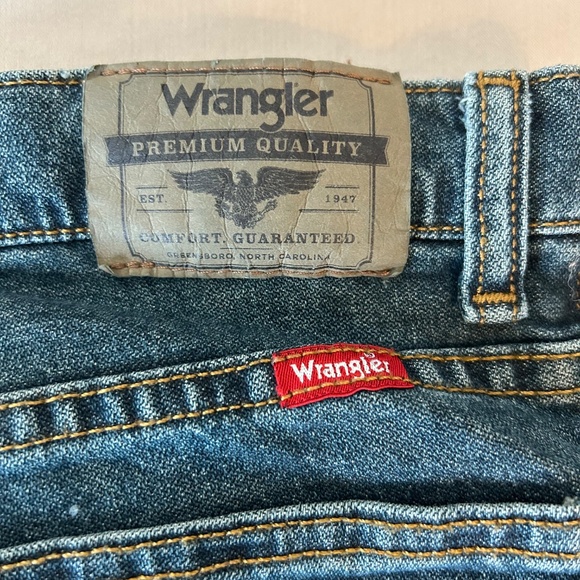 Wrangler
PREMIUM QUALITY
EST. 1947
COMFORT. GUARANTEED
GREENSBORO, NORTH CAROLINA
Wrangler